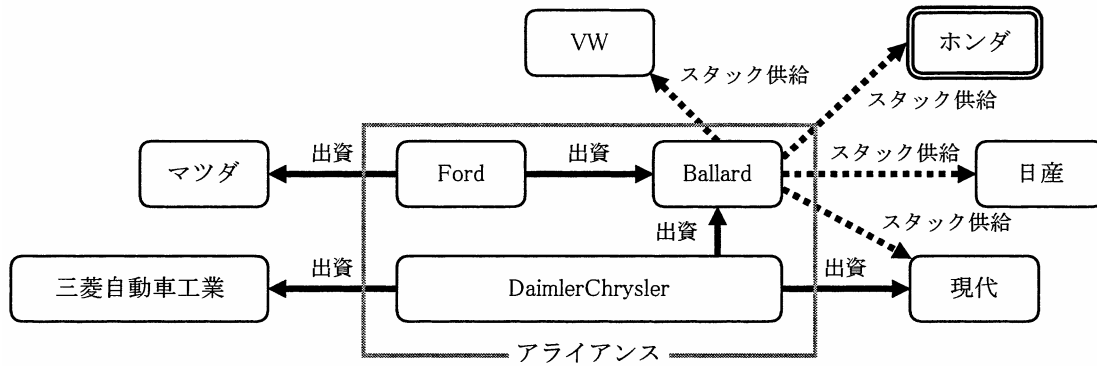 VW
ホンダ
スタック供給
スタック供給
マツダ
出資
Ford
出資
Ballard
スタック供給
日産
出資
スタック供給
三菱自動車工業
出資
DaimlerChrysler
出資
現代
アライアンス